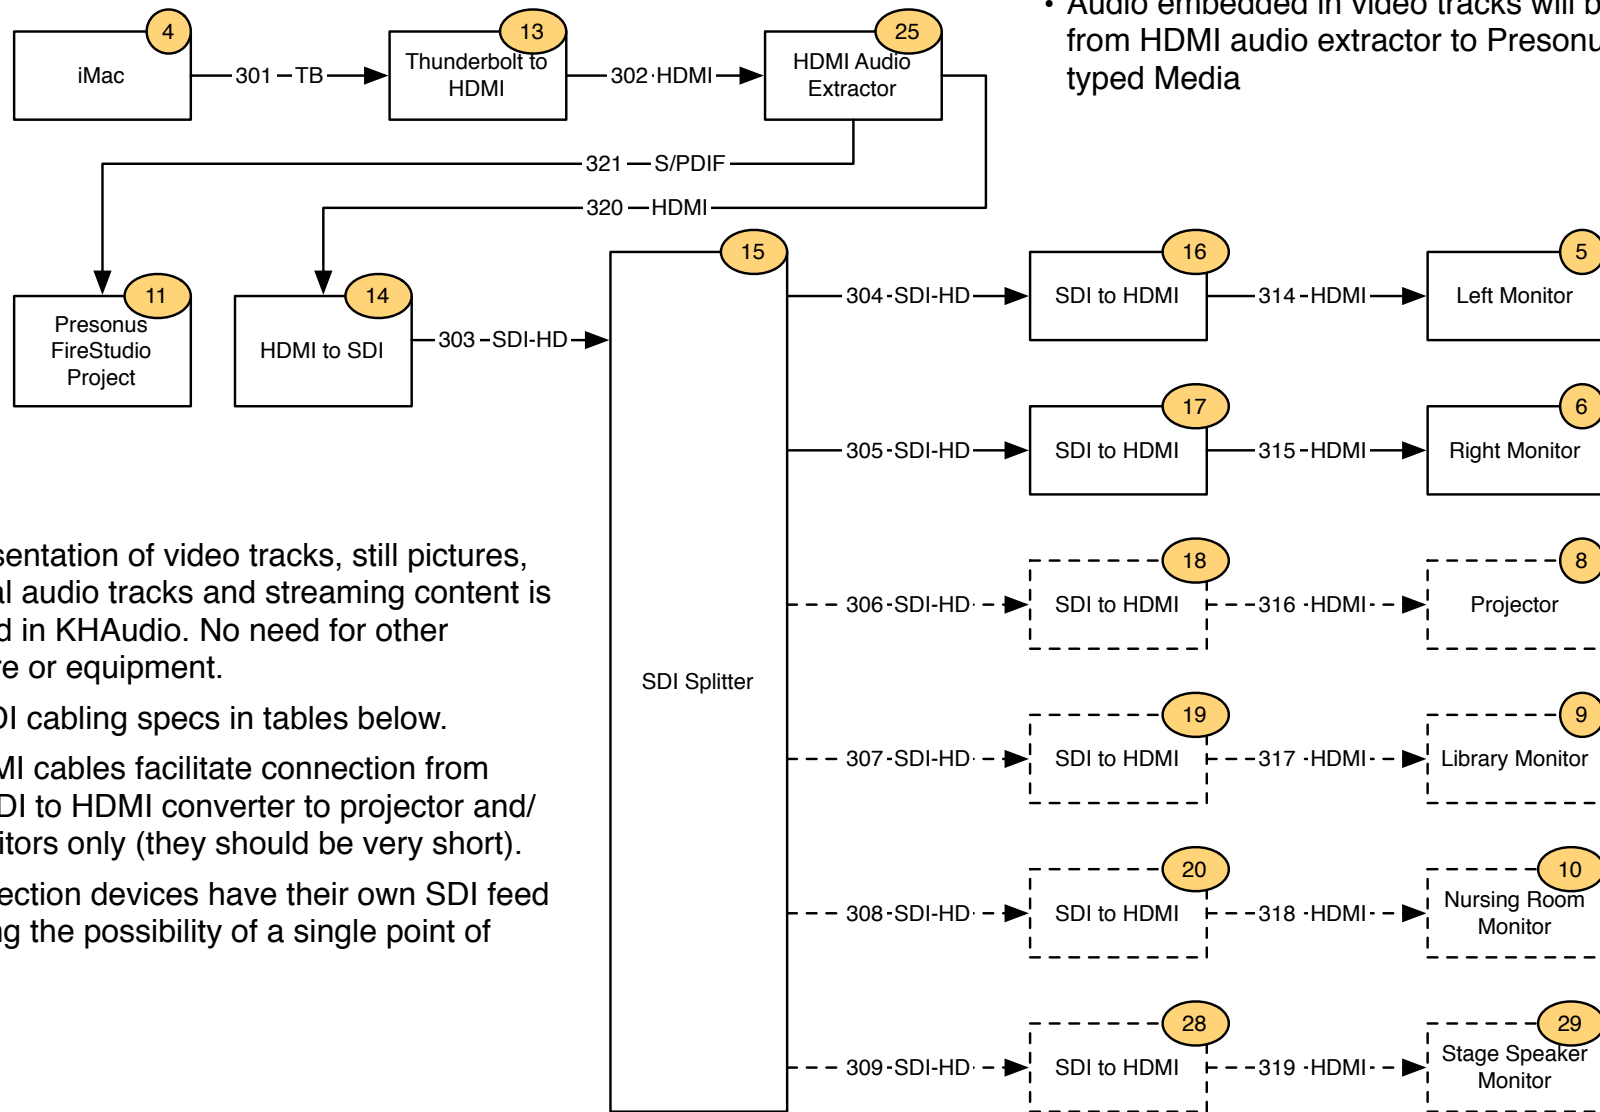 • Audio embedded in video tracks will b
from HDMI audio extractor to Presonu
typed Media
4
iMac
301 TB
13
Thunderbolt to
HDMI
302 HDMI
25
HDMI Audio
Extractor
321 S/PDIF
320 HDMI
11
Presonus
FireStudio
Project
14
HDMI to SDI
303 SDI-HD
15
SDI Splitter
304 SDI-HD
16
SDI to HDMI
314 HDMI
5
Left Monitor
305 SDI-HD
17
SDI to HDMI
315 HDMI
6
Right Monitor
306 SDI-HD
18
SDI to HDMI
316 HDMI
8
Projector
307 SDI-HD
19
SDI to HDMI
317 HDMI
9
Library Monitor
308 SDI-HD
20
SDI to HDMI
318 HDMI
10
Nursing Room
Monitor
309 SDI-HD
28
SDI to HDMI
319 HDMI
29
Stage Speaker
Monitor
sentation of video tracks, still pictures,
al audio tracks and streaming content is
d in KHAudio. No need for other
re or equipment.
DI cabling specs in tables below.
MI cables facilitate connection from
DI to HDMI converter to projector and/
itors only (they should be very short).
ection devices have their own SDI feed
ng the possibility of a single point of